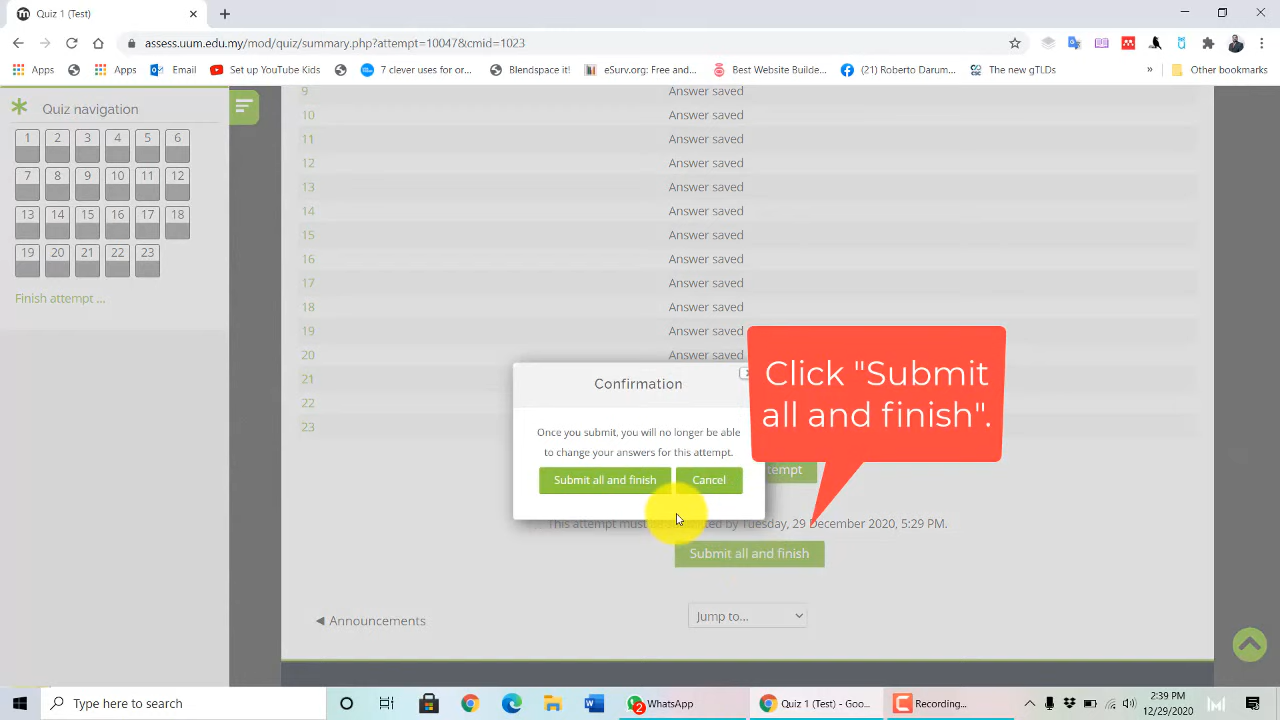 Quiz 1 (Test)
assess.uum.edu.my/mod/quiz/summary.php?attempt=10047&cmid=1023
Apps
Apps
Email
Set up YouTube Kids
7 clever uses for or...
Blendspace it!
eSurv.org: Free and...
Best Website Builde...
(21) Roberto Darum...
The new gTLDs
»
Other bookmarks
Quiz navigation
1 2 3 4 5 6
7 8 9 10 11 12
13 14 15 16 17 18
19 20 21 22 23
Finish attempt ...
9 Answer saved
10 Answer saved
11 Answer saved
12 Answer saved
13 Answer saved
14 Answer saved
15 Answer saved
16 Answer saved
17 Answer saved
18 Answer saved
19 Answer saved
20 Answer saved
21
22
23
Confirmation
Once you submit, you will no longer be able
to change your answers for this attempt.
Submit all and finish
Cancel
Click "Submit
all and finish".
This attempt must be by Tuesday, 29 December 2020, 5:29 PM.
Submit all and finish
◄ Announcements
Jump to...
Type here to search
2
WhatsApp
Quiz 1 (Test) - Goo...
Recording...
2:39 PM
12/29/2020